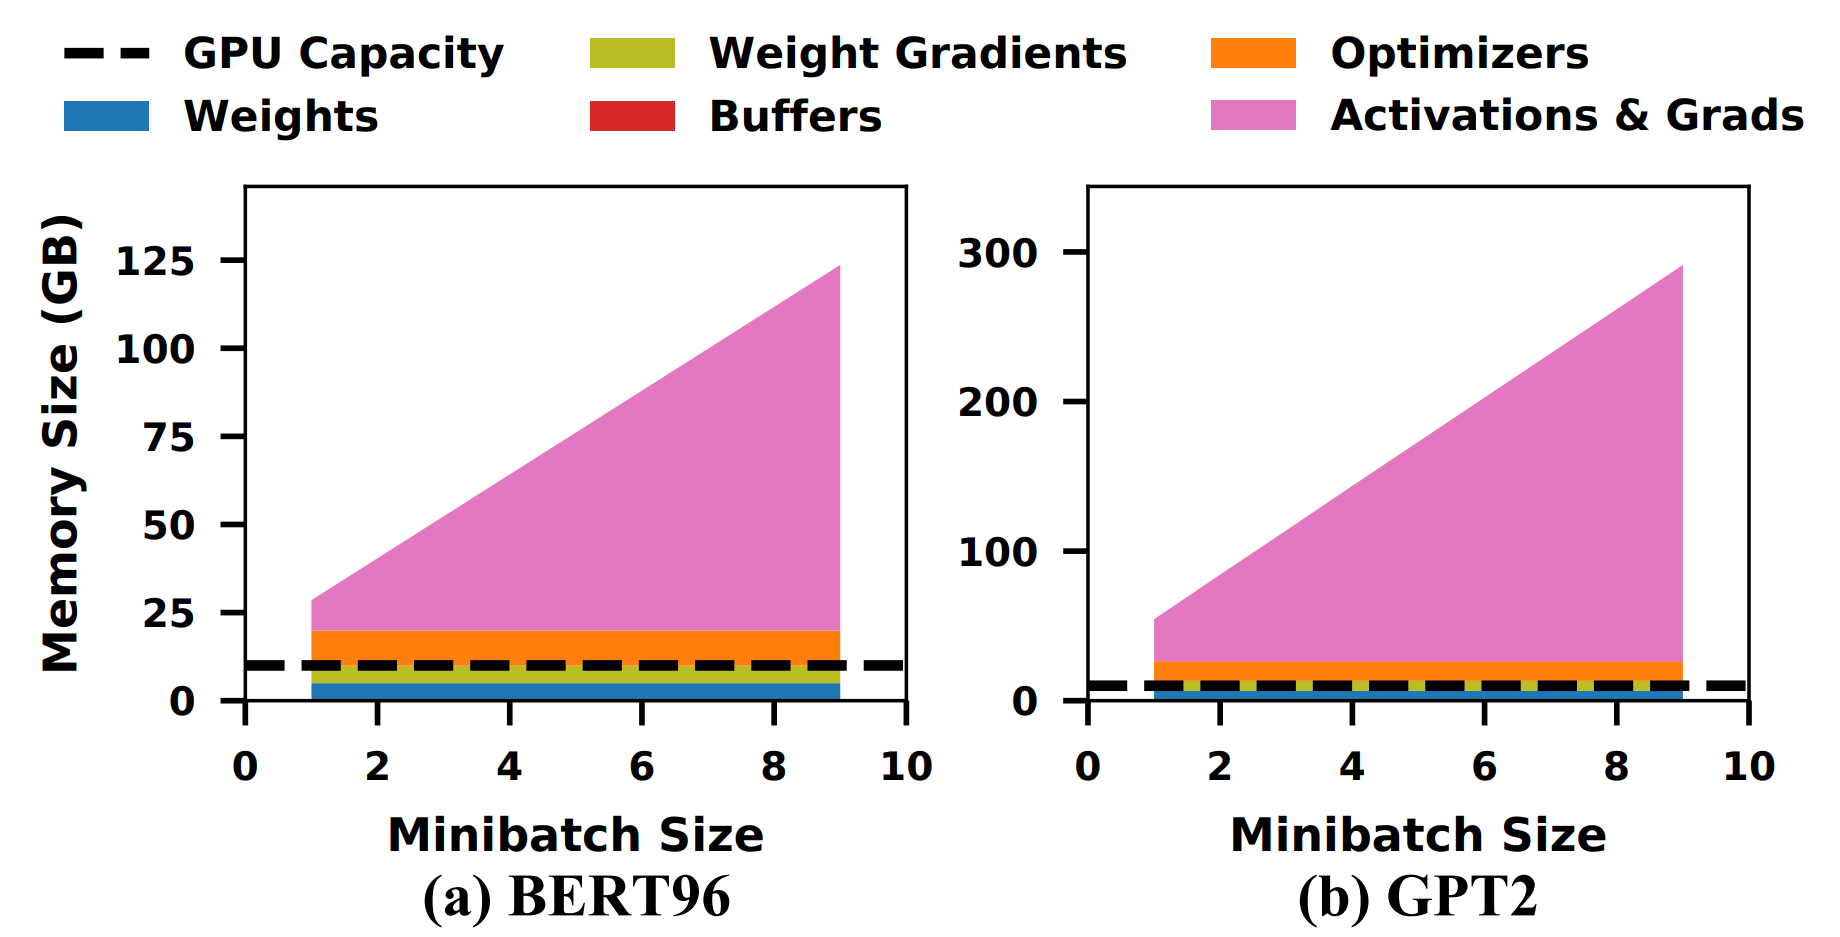 GPU Capacity
Weight Gradients
Optimizers
Weights
Buffers
Activations & Grads
Memory Size (GB)
125
100
75
50
25
0
0 2 4 6 8 10
Minibatch Size
(a) BERT96
300
200
100
0
0 2 4 6 8 10
Minibatch Size
(b) GPT2